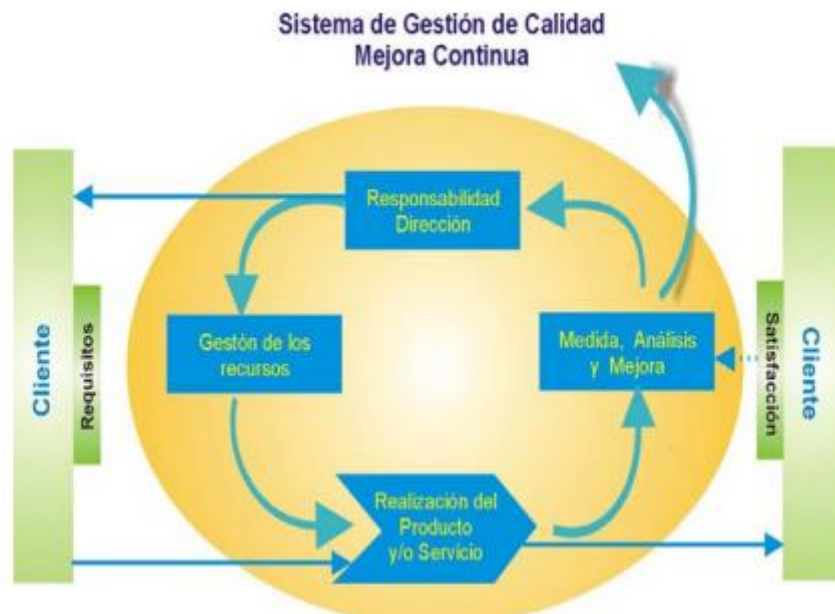 Sistema de Gestión de Calidad
Mejora Continua
Responsabilidad
Dirección
Gestón de los
recursos
Medida, Análisis
y Mejora
Realización del
Producto
y/o Servicio
Cliente
Requisitos
Satisfacción
Cliente